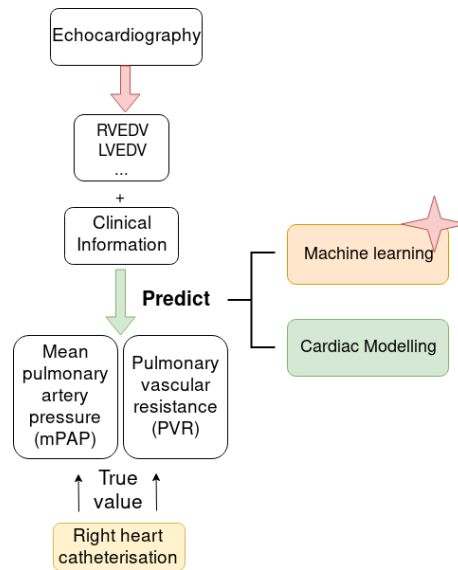 Echocardiography
RVEDV
LVEDV
...
+
Clinical
Information
Predict
Machine learning
Cardiac Modelling
Mean
pulmonary
artery
pressure
(mPAP)
Pulmonary
vascular
resistance
(PVR)
True
value
Right heart
catheterisation